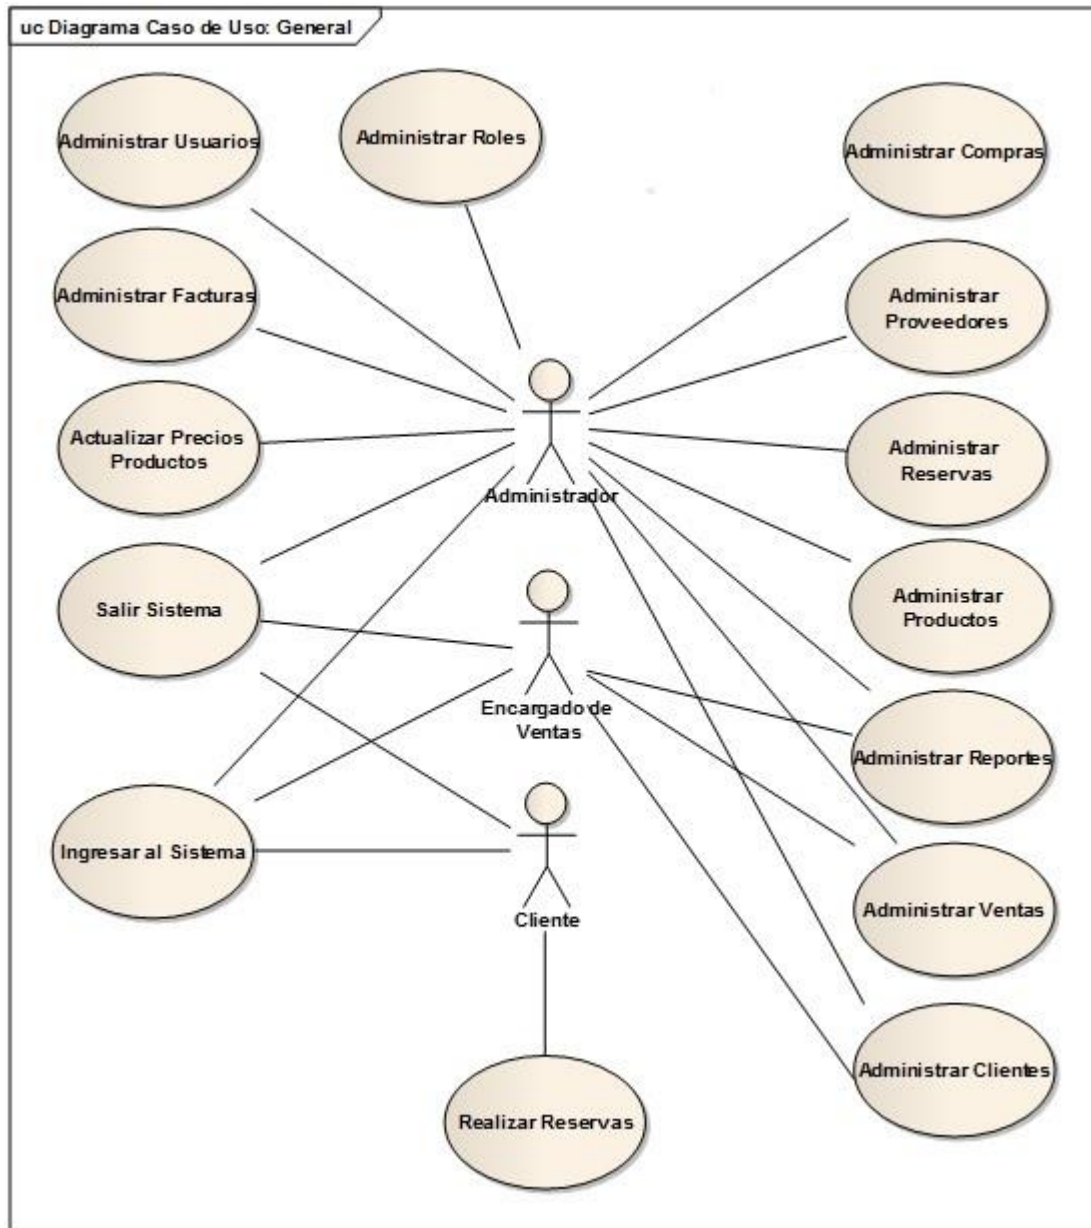 uc Diagrama Caso de Uso: General
Administrar Usuarios
Administrar Roles
Administrar Compras
Administrar Facturas
Administrar
Proveedores
Actualizar Precios
Productos
Administrar
Reservas
Administrador
Salir Sistema
Administrar
Productos
Encargado de
Ventas
Administrar Reportes
Ingresar al Sistema
Cliente
Administrar Ventas
Administrar Clientes
Realizar Reservas